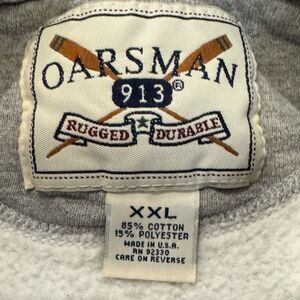 OARSMAN
913®
RUGGED ★ DURABLE
XXL
85% COTTON
15% POLYESTER
MADE IN U.S.A.
RN 92330
CARE ON REVERSE